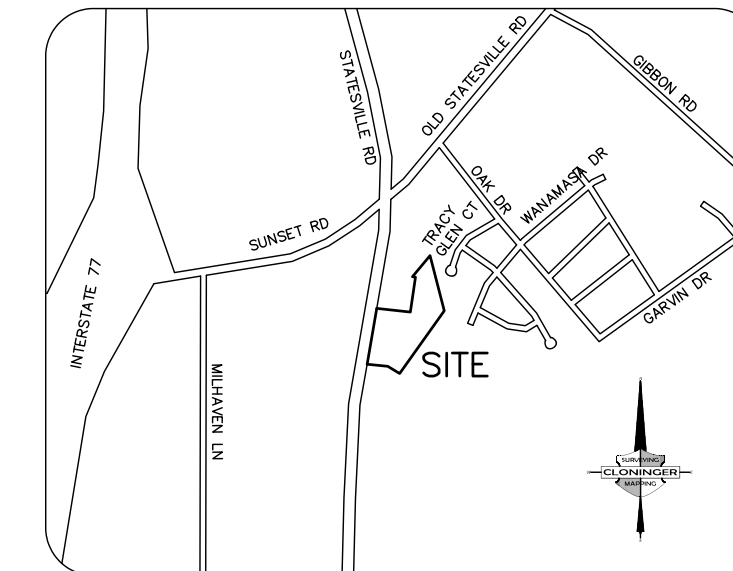 STATESVILLE RD
OLD STATESVILLE RD
GIBBON RD
OAK DR
WANAMASA DR
TRACY
GLEN CT
SUNSET RD
INTERSTATE 77
GARVIN DR
SITE
MILHAVEN LN
SURVEYING
CLONINGER
MAPPING